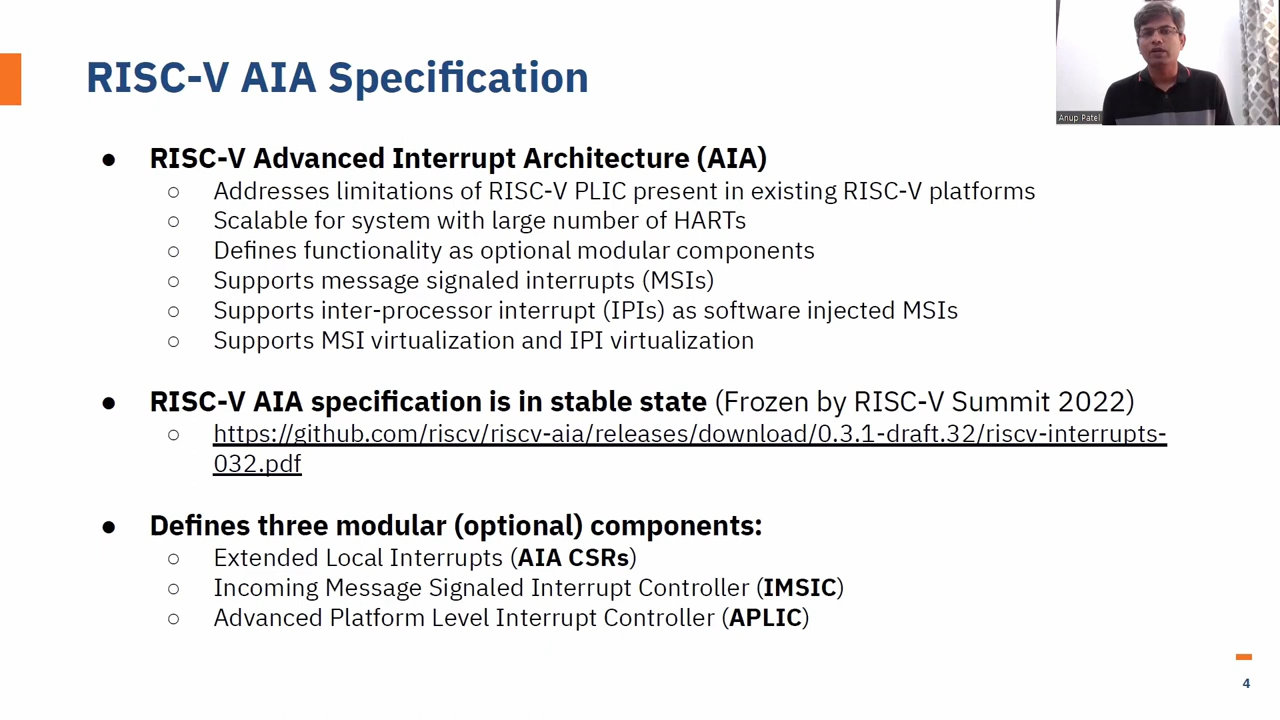 RISC-V AIA Specification
Anup Patel
● RISC-V Advanced Interrupt Architecture (AIA)
○ Addresses limitations of RISC-V PLIC present in existing RISC-V platforms
○ Scalable for system with large number of HARTs
○ Defines functionality as optional modular components
○ Supports message signaled interrupts (MSIs)
○ Supports inter-processor interrupt (IPIs) as software injected MSIs
○ Supports MSI virtualization and IPI virtualization
● RISC-V AIA specification is in stable state (Frozen by RISC-V Summit 2022)
○ https://github.com/riscv/riscv-aia/releases/download/0.3.1-draft.32/riscv-interrupts-
032.pdf
● Defines three modular (optional) components:
○ Extended Local Interrupts (AIA CSRs)
○ Incoming Message Signaled Interrupt Controller (IMSIC)
○ Advanced Platform Level Interrupt Controller (APLIC)
4